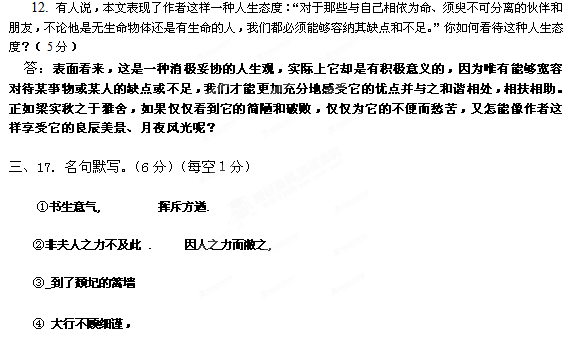 12. 有人说，本文表现了作者这样一种人生态度：“对于那些与自己相依为命、须臾不可分离的伙伴和
朋友，不论他是无生命物体还是有生命的人，我们都必须能够容纳其缺点和不足。”你如何看待这种人生态
度？（5分）
答：表面看来，这是一种消极妥协的人生观，实际上它却是有积极意义的，因为唯有能够宽容
对待某事物或某人的缺点或不足，我们才能更加充分地感受它的优点并与之和谐相处，相扶相助。
正如梁实秋之于雅舍，如果仅仅看到它的简陋和破败，仅仅为它的不便而愁苦，又怎能像作者这
样享受它的良辰美景、月夜风光呢？
三、17. 名句默写。（6分）（每空1分）
①书生意气, 挥斥方遒.
②非夫人之力不及此 . 因人之力而敝之,
③_到了颓圮的篱墙
④ 大行不顾细谨，